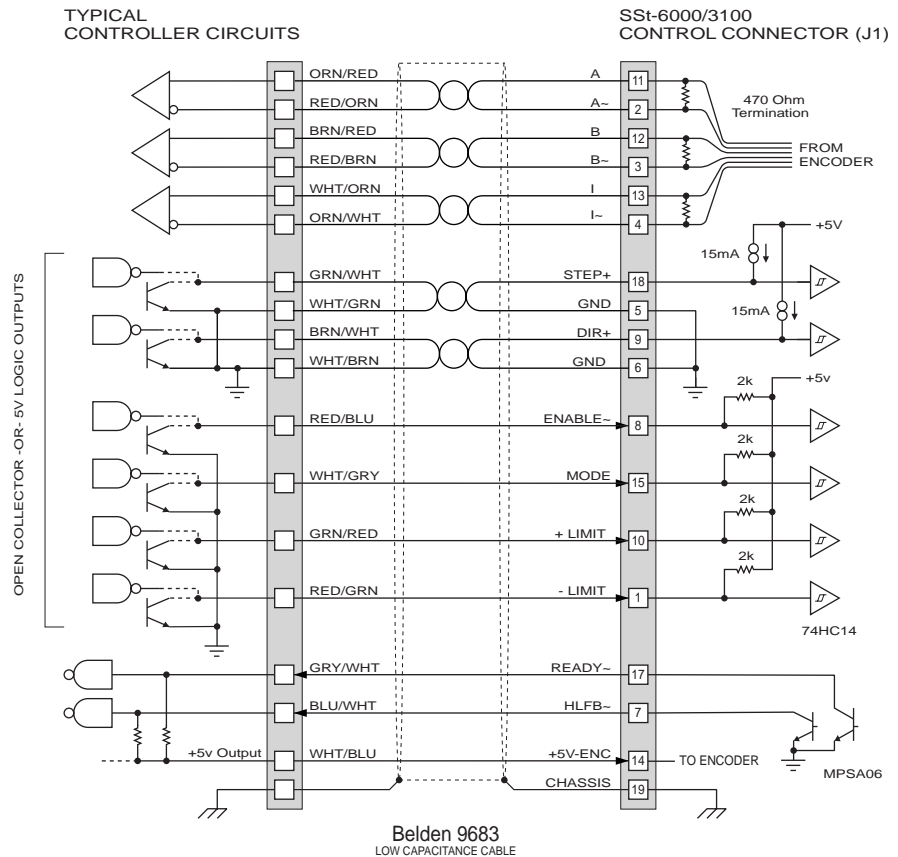 TYPICAL
CONTROLLER CIRCUITS
SSt-6000/3100
CONTROL CONNECTOR (J1)
ORN/RED A 11
RED/ORN A~ 2
470 Ohm
Termination
BRN/RED B 12
RED/BRN B~ 3
FROM
ENCODER
WHT/ORN I 13
ORN/WHT I~ 4
+5V
15mA
GRN/WHT STEP+ 18
WHT/GRN GND 5
15mA
BRN/WHT DIR+ 9
WHT/BRN GND 6
OPEN COLLECTOR -OR- 5V LOGIC OUTPUTS
+5v
2k
RED/BLU ENABLE~ 8
2k
WHT/GRY MODE 15
2k
GRN/RED + LIMIT 10
2k
RED/GRN - LIMIT 1
74HC14
GRY/WHT READY~ 17
BLU/WHT HLFB~ 7
+5v Output WHT/BLU +5V-ENC 14 TO ENCODER
MPSA06
CHASSIS 19
Belden 9683
LOW CAPACITANCE CABLE